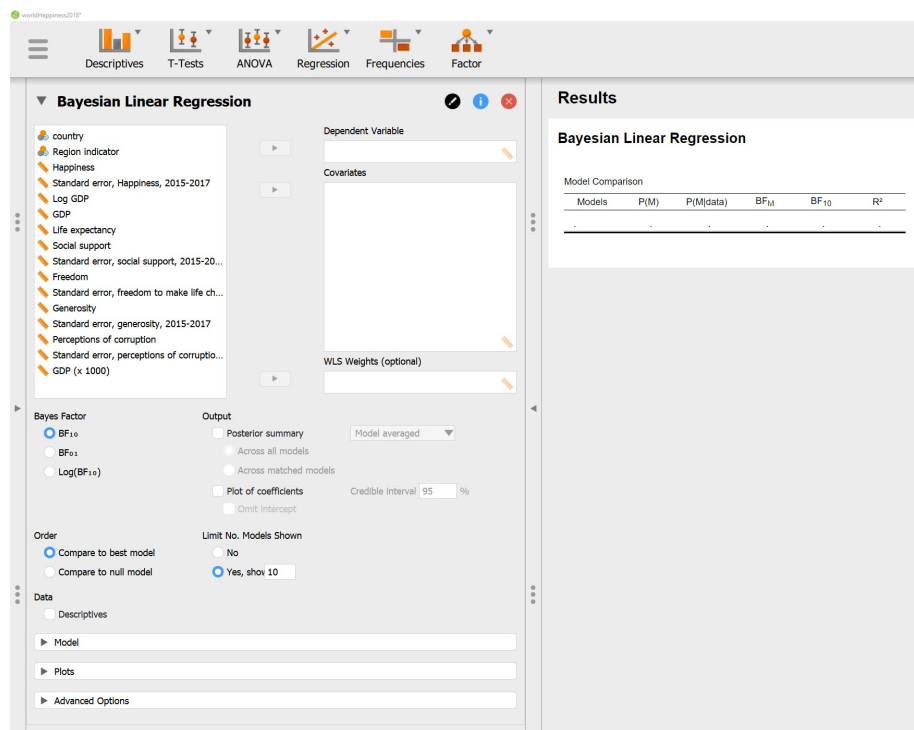 worldHappiness2018*
Descriptives T-Tests ANOVA Regression Frequencies Factor
Bayesian Linear Regression
country
Region indicator
Happiness
Standard error, Happiness, 2015-2017
Log GDP
GDP
Life expectancy
Social support
Standard error, social support, 2015-20...
Freedom
Standard error, freedom to make life ch...
Generosity
Standard error, generosity, 2015-2017
Perceptions of corruption
Standard error, perceptions of corruptio...
GDP (x 1000)
Dependent Variable
Covariates
WLS Weights (optional)
Bayes Factor
BF₁₀
BF₀₁
Log(BF₁₀)
Output
Posterior summary Model averaged
Across all models
Across matched models
Plot of coefficients Credible interval 95 %
Omit intercept
Order
Compare to best model
Compare to null model
Limit No. Models Shown
No
Yes, show 10
Data
Descriptives
Model
Plots
Advanced Options
Results
Bayesian Linear Regression
Model Comparison
Models P(M) P(M|data) BF_M BF₁₀ R²
. . . . . .